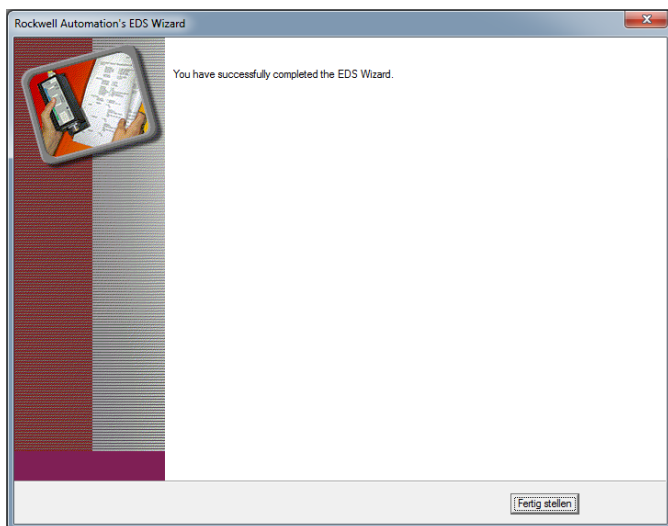 Rockwell Automation's EDS Wizard
You have successfully completed the EDS Wizard.
Fertig stellen